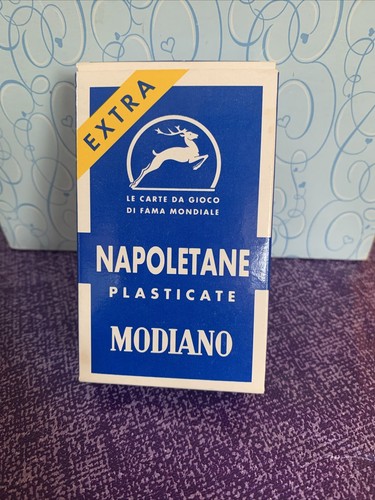 EXTRA
LE CARTE DA GIOCO
DI FAMA MONDIALE
NAPOLETANE
PLASTICATE
MODIANO